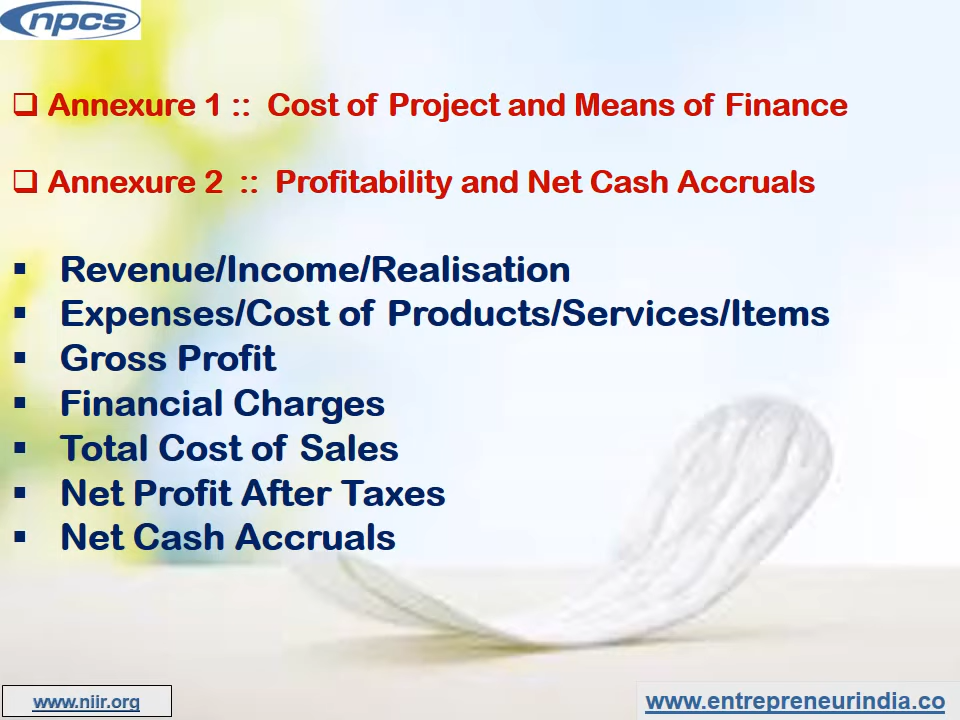 npcs
❑ Annexure 1 :: Cost of Project and Means of Finance
❑ Annexure 2 :: Profitability and Net Cash Accruals
▪ Revenue/Income/Realisation
▪ Expenses/Cost of Products/Services/Items
▪ Gross Profit
▪ Financial Charges
▪ Total Cost of Sales
▪ Net Profit After Taxes
▪ Net Cash Accruals
www.niir.org
www.entrepreneurindia.co